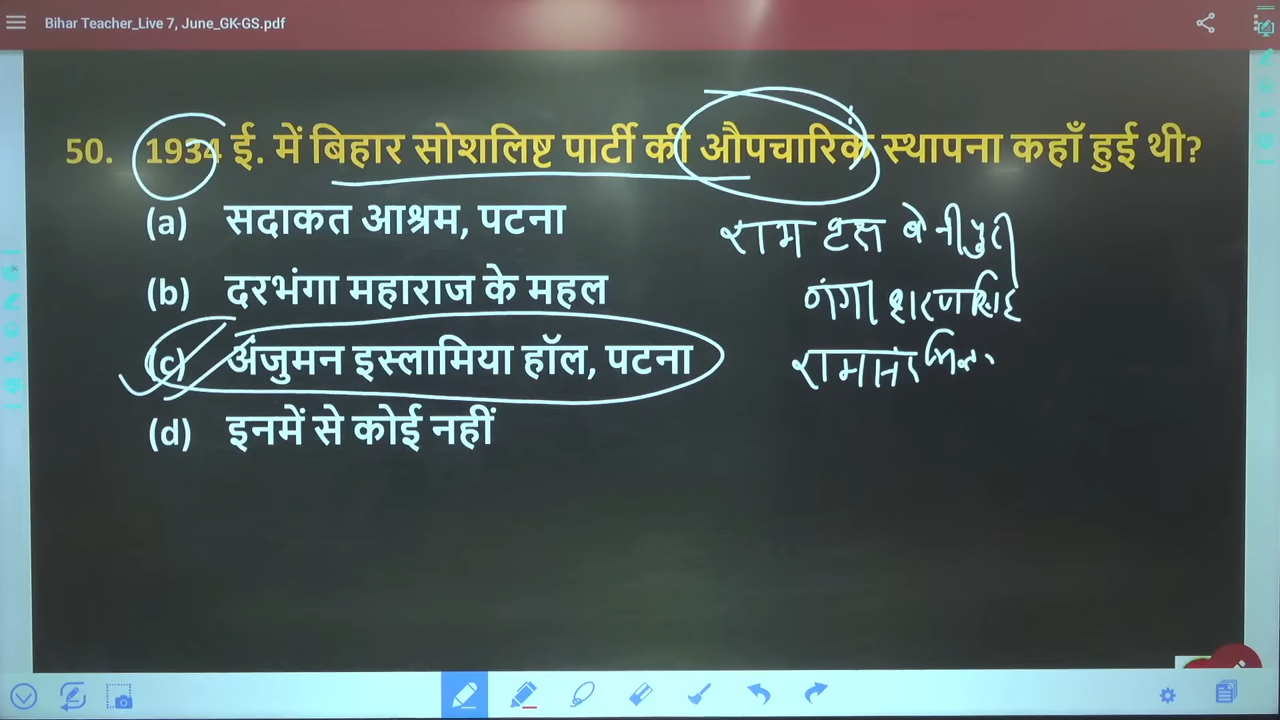 Bihar Teacher_Live 7, June_GK-GS.pdf
50. 1934 ई. में बिहार सोशलिष्ट पार्टी की औपचारिक स्थापना कहाँ हुई थी?
(a) सदाकत आश्रम, पटना
(b) दरभंगा महाराज के महल
(c) अंजुमन इस्लामिया हॉल, पटना
(d) इनमें से कोई नहीं
राम बेनीपुरी
गंगा शरण सिंह